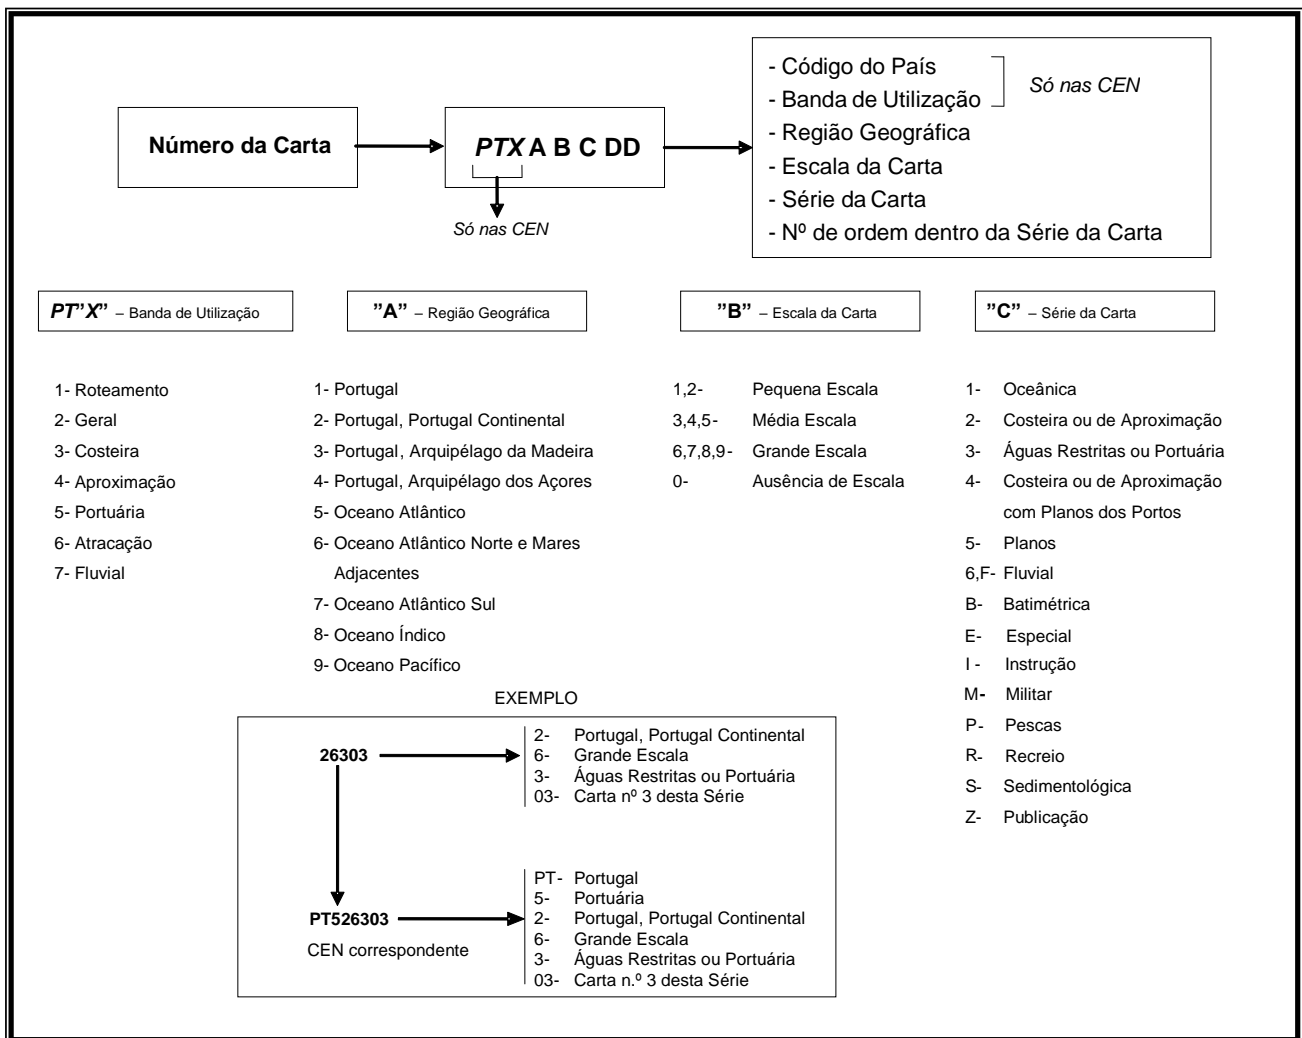 - Código do País
- Banda de Utilização
Só nas CEN
- Região Geográfica
- Escala da Carta
- Série da Carta
- Nº de ordem dentro da Série da Carta
Número da Carta
PTX A B C DD
Só nas CEN
PT"X" – Banda de Utilização
1- Roteamento
2- Geral
3- Costeira
4- Aproximação
5- Portuária
6- Atracação
7- Fluvial
"A" – Região Geográfica
1- Portugal
2- Portugal, Portugal Continental
3- Portugal, Arquipélago da Madeira
4- Portugal, Arquipélago dos Açores
5- Oceano Atlântico
6- Oceano Atlântico Norte e Mares
Adjacentes
7- Oceano Atlântico Sul
8- Oceano Índico
9- Oceano Pacífico
"B" – Escala da Carta
1,2- Pequena Escala
3,4,5- Média Escala
6,7,8,9- Grande Escala
0- Ausência de Escala
"C" – Série da Carta
1- Oceânica
2- Costeira ou de Aproximação
3- Águas Restritas ou Portuária
4- Costeira ou de Aproximação
com Planos dos Portos
5- Planos
6,F- Fluvial
B- Batimétrica
E- Especial
I - Instrução
M- Militar
P- Pescas
R- Recreio
S- Sedimentológica
Z- Publicação
EXEMPLO
26303
2- Portugal, Portugal Continental
6- Grande Escala
3- Águas Restritas ou Portuária
03- Carta nº 3 desta Série
PT526303
CEN correspondente
PT- Portugal
5- Portuária
2- Portugal, Portugal Continental
6- Grande Escala
3- Águas Restritas ou Portuária
03- Carta n.º 3 desta Série